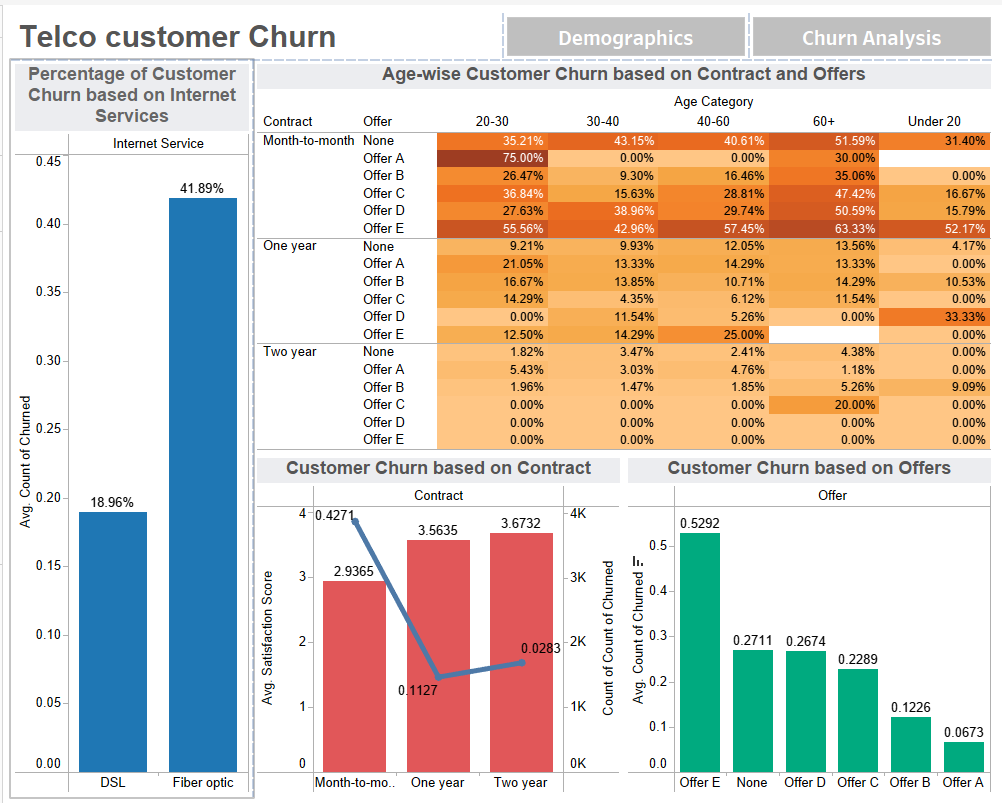 Telco customer Churn
Demographics
Churn Analysis
Percentage of Customer
Churn based on Internet
Services
Internet Service
Avg. Count of Churned
0.45
0.40
0.35
0.30
0.25
0.20
0.15
0.10
0.05
0.00
41.89%
18.96%
DSL Fiber optic
Age-wise Customer Churn based on Contract and Offers
Age Category
Contract Offer 20-30 30-40 40-60 60+ Under 20
Month-to-month None 35.21% 43.15% 40.61% 51.59% 31.40%
Offer A 75.00% 0.00% 0.00% 30.00%
Offer B 26.47% 9.30% 16.46% 35.06% 0.00%
Offer C 36.84% 15.63% 28.81% 47.42% 16.67%
Offer D 27.63% 38.96% 29.74% 50.59% 15.79%
Offer E 55.56% 42.96% 57.45% 63.33% 52.17%
One year None 9.21% 9.93% 12.05% 13.56% 4.17%
Offer A 21.05% 13.33% 14.29% 13.33% 0.00%
Offer B 16.67% 13.85% 10.71% 14.29% 10.53%
Offer C 14.29% 4.35% 6.12% 11.54% 0.00%
Offer D 0.00% 11.54% 5.26% 0.00% 33.33%
Offer E 12.50% 14.29% 25.00% 0.00%
Two year None 1.82% 3.47% 2.41% 4.38% 0.00%
Offer A 5.43% 3.03% 4.76% 1.18% 0.00%
Offer B 1.96% 1.47% 1.85% 5.26% 9.09%
Offer C 0.00% 0.00% 0.00% 20.00% 0.00%
Offer D 0.00% 0.00% 0.00% 0.00% 0.00%
Offer E 0.00% 0.00% 0.00% 0.00% 0.00%
Customer Churn based on Contract
Contract
Avg. Satisfaction Score
4
3
2
1
0
0.4271
2.9365
3.5635
3.6732
0.1127
0.0283
4K
3K
2K
1K
0K
Count of Count of Churned
Month-to-mo.. One year Two year
Customer Churn based on Offers
Offer
Avg. Count of Churned
0.5
0.4
0.3
0.2
0.1
0.0
0.5292
0.2711
0.2674
0.2289
0.1226
0.0673
Offer E None Offer D Offer C Offer B Offer A